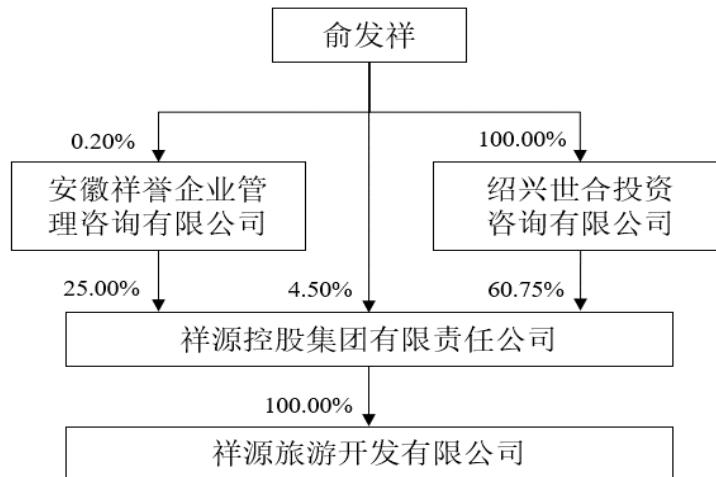 俞发祥
0.20%
100.00%
安徽祥誉企业管
理咨询有限公司
绍兴世合投资
咨询有限公司
25.00%
4.50%
60.75%
祥源控股集团有限责任公司
100.00%
祥源旅游开发有限公司